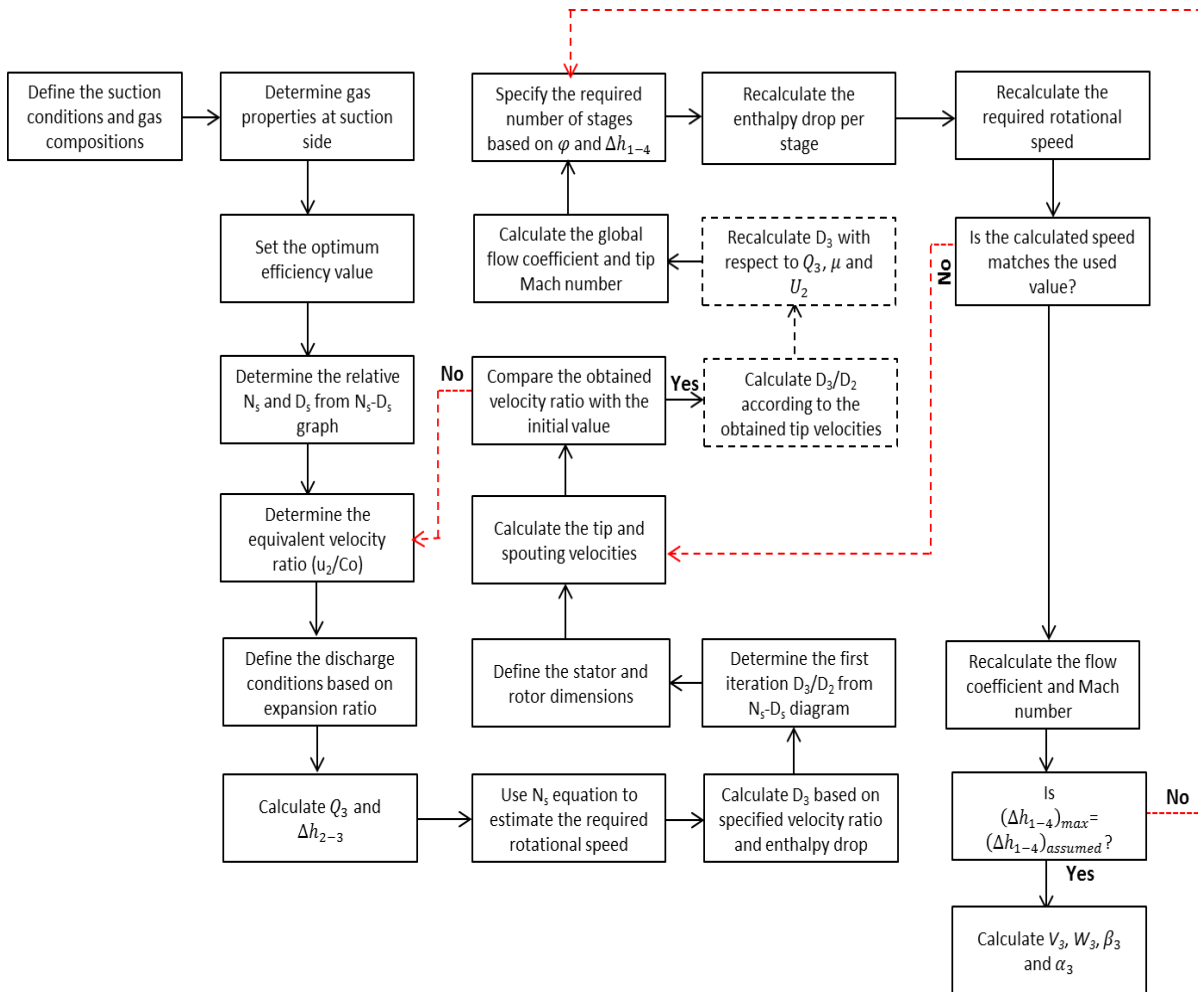 Define the suction
conditions and gas
compositions
Determine gas
properties at suction
side
Set the optimum
efficiency value
Determine the relative
Nₛ and Dₛ from Nₛ-Dₛ
graph
Determine the
equivalent velocity
ratio (u₂/Co)
Define the discharge
conditions based on
expansion ratio
Calculate Q₃ and
Δh₂₋₃
Use Nₛ equation to
estimate the required
rotational speed
Calculate D₃ based on
specified velocity ratio
and enthalpy drop
Determine the first
iteration D₃/D₂ from
Nₛ-Dₛ diagram
Define the stator and
rotor dimensions
Calculate the tip and
spouting velocities
Compare the obtained
velocity ratio with the
initial value
No
Yes
Calculate D₃/D₂
according to the
obtained tip velocities
Recalculate D₃ with
respect to Q₃, μ and
U₂
Calculate the global
flow coefficient and tip
Mach number
Specify the required
number of stages
based on φ and Δh₁₋₄
Recalculate the
enthalpy drop per
stage
Recalculate the
required rotational
speed
Is the calculated speed
matches the used
value?
No
Recalculate the flow
coefficient and Mach
number
Is
(Δh₁₋₄)max=
(Δh₁₋₄)assumed?
No
Yes
Calculate V₃, W₃, β₃
and α₃